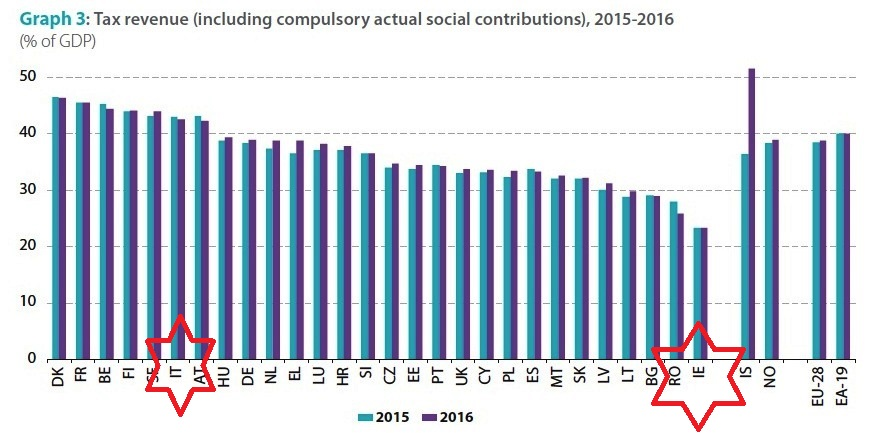 Graph 3: Tax revenue (including compulsory actual social contributions), 2015-2016
(% of GDP)
50
40
30
20
10
0
DK FR BE FI SE IT AT HU DE NL EL LU HR SI CZ EE PT UK CY PL ES MT SK LV LT BG RO IE IS NO EU-28 EA-19
2015 2016